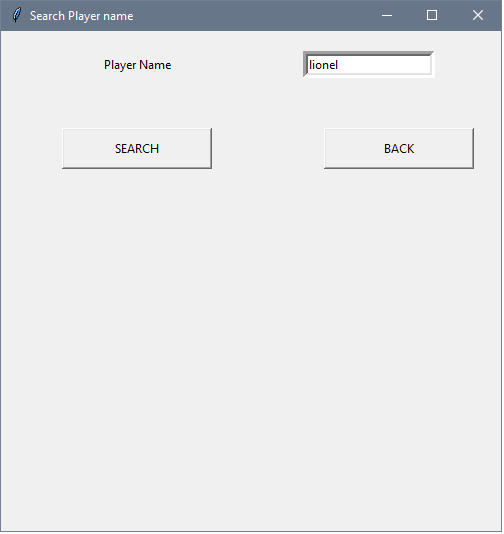 Search Player name
Player Name
lionel
SEARCH
BACK